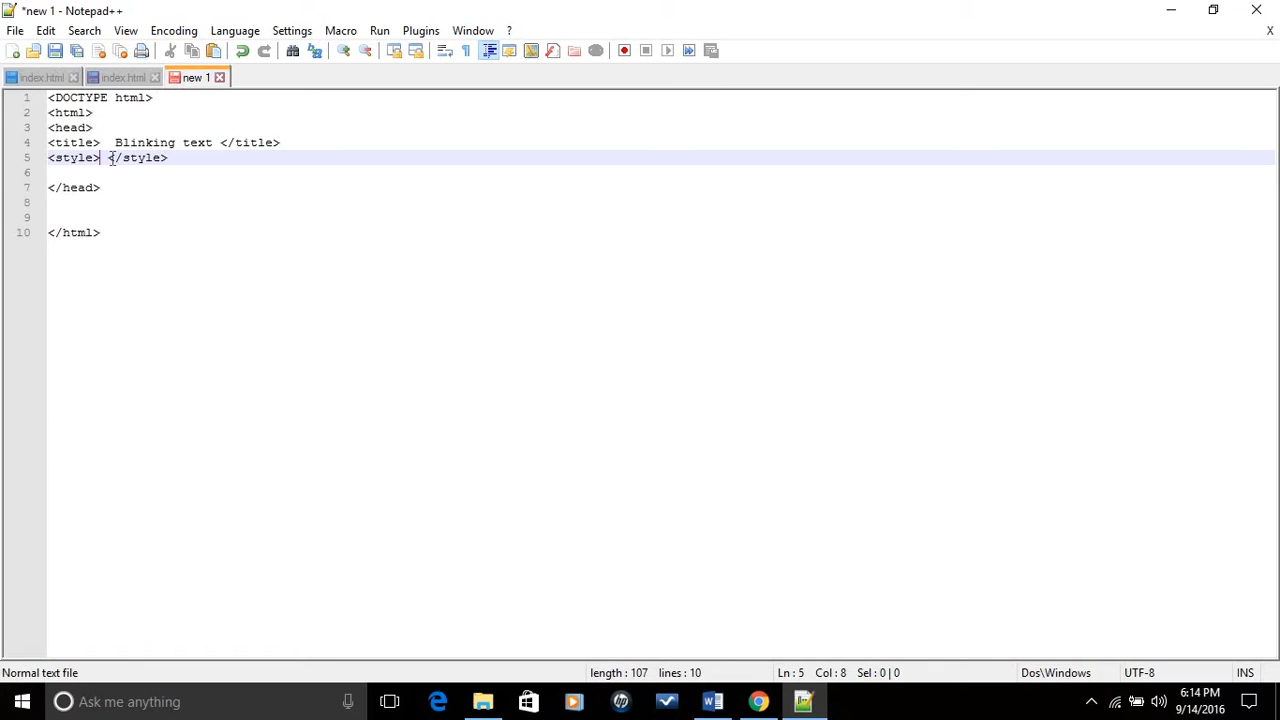 *new 1 - Notepad++
File Edit Search View Encoding Language Settings Macro Run Plugins Window ?
X
index.html index.html new 1
1 <DOCTYPE html>
2 <html>
3 <head>
4 <title>  Blinking text </title>
5 <style> </style>
6
7 </head>
8
9
10 </html>
Normal text file length : 107 lines : 10 Ln : 5 Col : 8 Sel : 0 | 0 Dos\Windows UTF-8 INS
Ask me anything
6:14 PM
9/14/2016